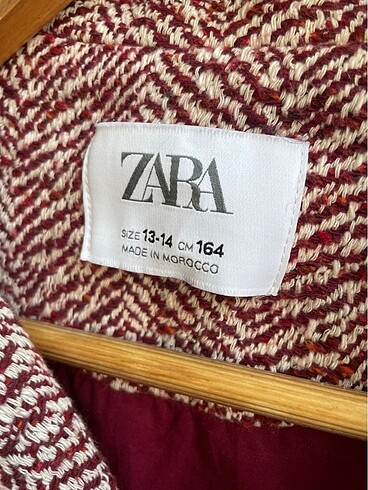 ZARA
SIZE 13-14 CM 164
MADE IN MOROCCO